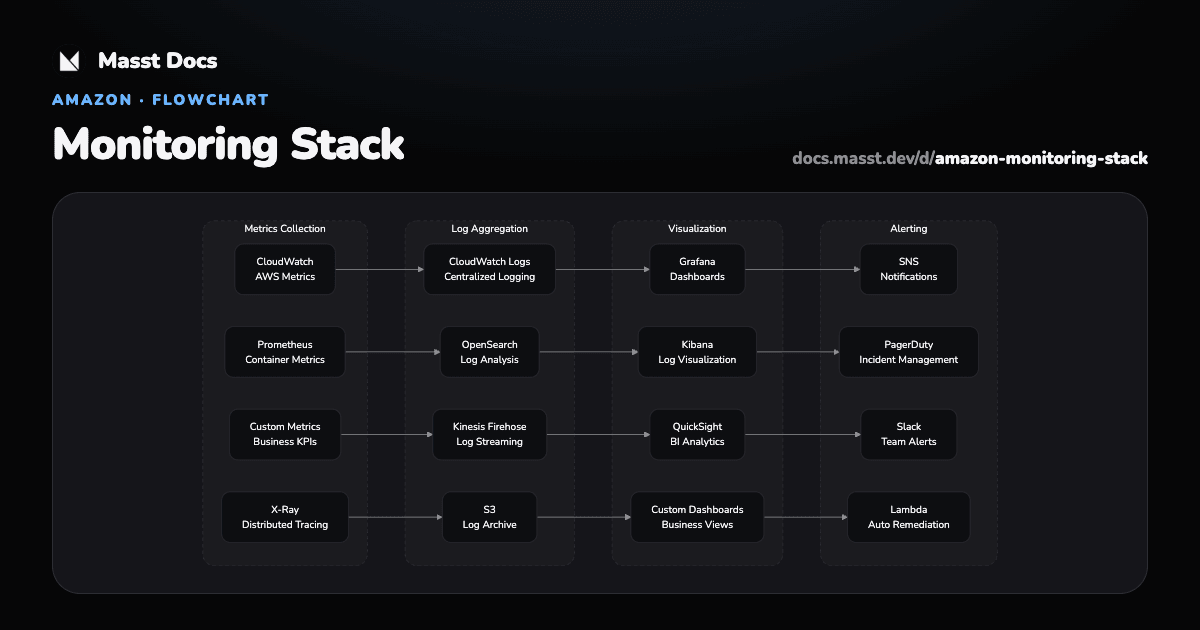 Masst Docs
AMAZON · FLOWCHART
Monitoring Stack
docs.masst.dev/d/amazon-monitoring-stack
Metrics Collection
CloudWatch
AWS Metrics
Prometheus
Container Metrics
Custom Metrics
Business KPIs
X-Ray
Distributed Tracing
Log Aggregation
CloudWatch Logs
Centralized Logging
OpenSearch
Log Analysis
Kinesis Firehose
Log Streaming
S3
Log Archive
Visualization
Grafana
Dashboards
Kibana
Log Visualization
QuickSight
BI Analytics
Custom Dashboards
Business Views
Alerting
SNS
Notifications
PagerDuty
Incident Management
Slack
Team Alerts
Lambda
Auto Remediation